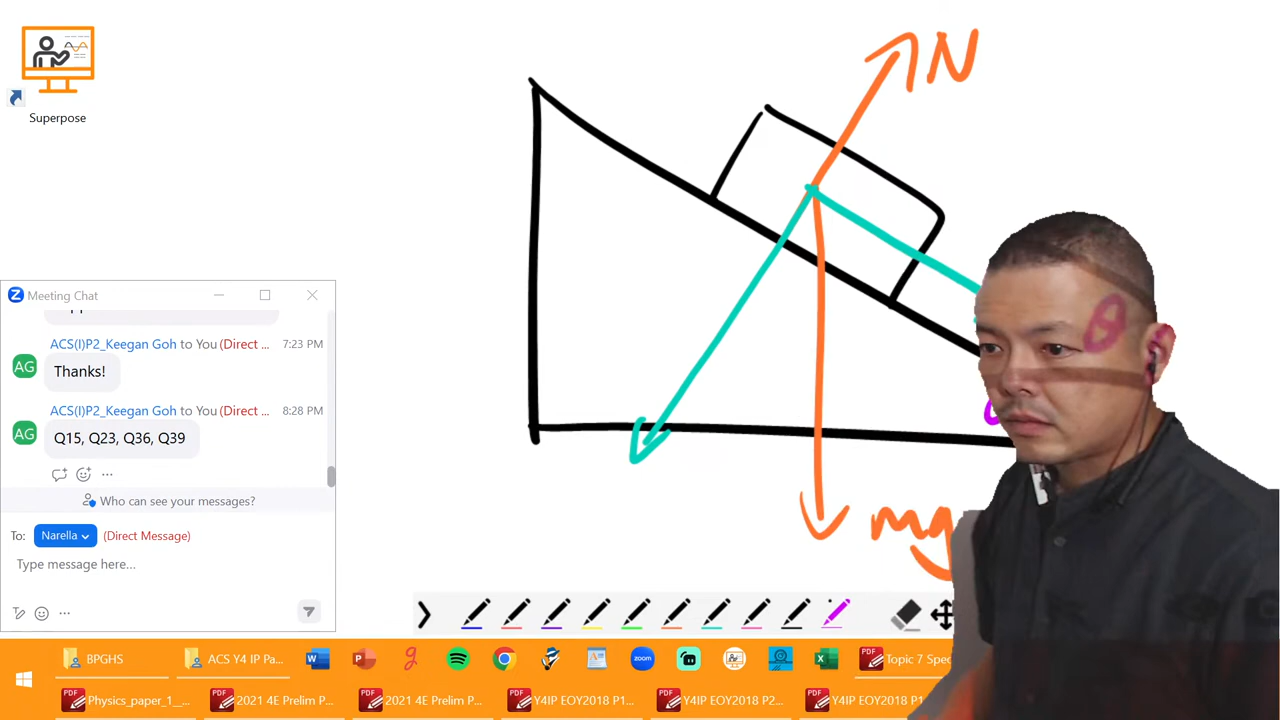 Superpose
N
Meeting Chat
ACS(I)P2_Keegan Goh to You (Direct ... 7:23 PM
AG
Thanks!
ACS(I)P2_Keegan Goh to You (Direct ... 8:28 PM
AG
Q15, Q23, Q36, Q39
Who can see your messages?
To: Narella (Direct Message)
Type message here...
mg
θ
BPGHS
ACS Y4 IP Pa...
Topic 7 Spec
Physics_paper_1_...
2021 4E Prelim P...
2021 4E Prelim P...
Y4IP EOY2018 P1...
Y4IP EOY2018 P2...
Y4IP EOY2018 P1
zoom